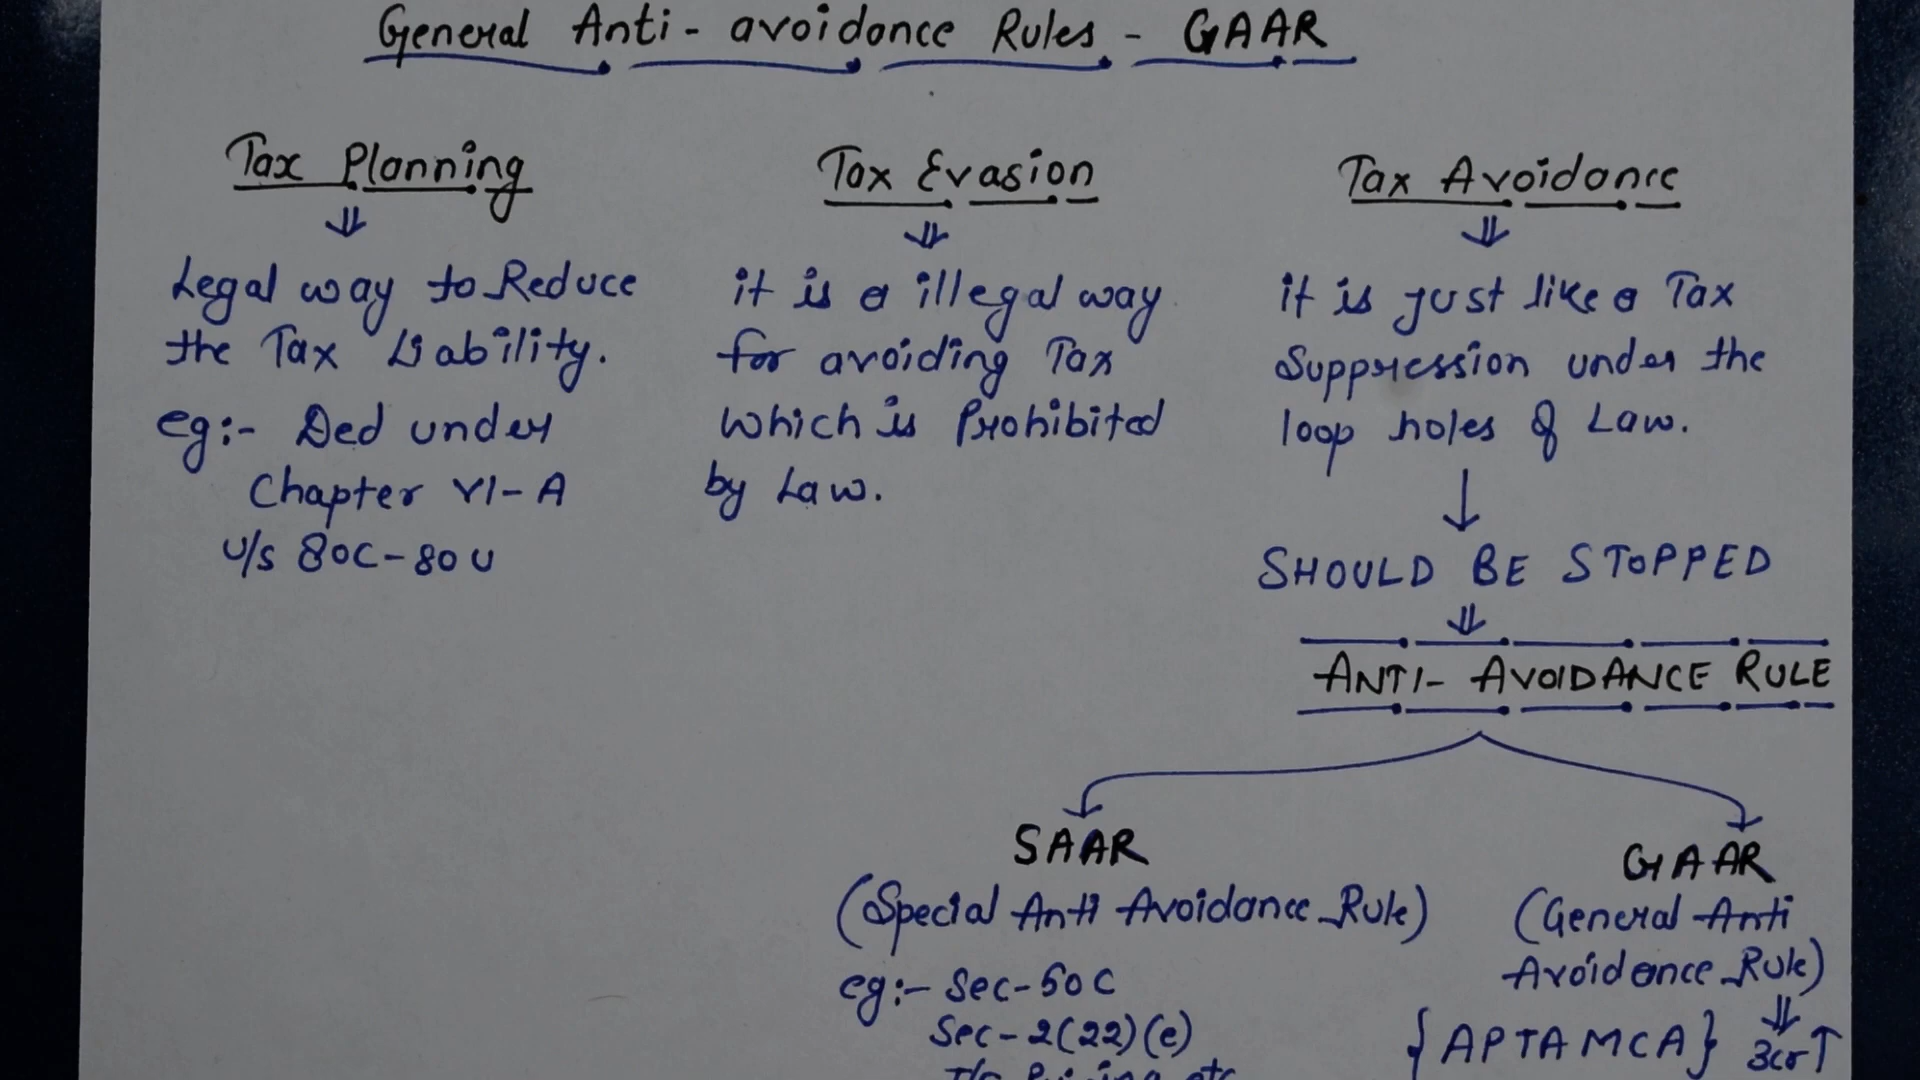 General Anti-avoidance Rules - GAAR
Tax Planning
Legal way to Reduce
the Tax Liability.
eg:- Ded under
Chapter VI-A
u/s 80C-80U
Tax Evasion
it is a illegal way
for avoiding Tax
which is Prohibited
by Law.
Tax Avoidance
it is just like a Tax
Suppression under the
loop holes of Law.
SHOULD BE STOPPED
ANTI-AVOIDANCE RULE
SAAR
(Special Anti Avoidance Rule)
eg:- Sec-50C
Sec-2(22)(e)
GAAR
(General Anti
Avoidance Rule)
{APTAMCA} 3cr↑